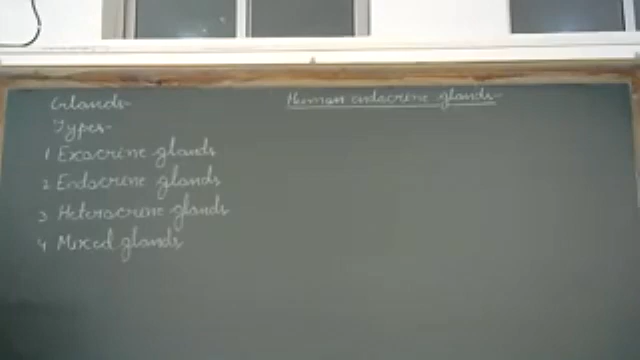 Human endocrine glands-
Glands-
Types-
1 Exocrine glands
2 Endocrine glands
3 Heterocrine glands
4 Mixed glands